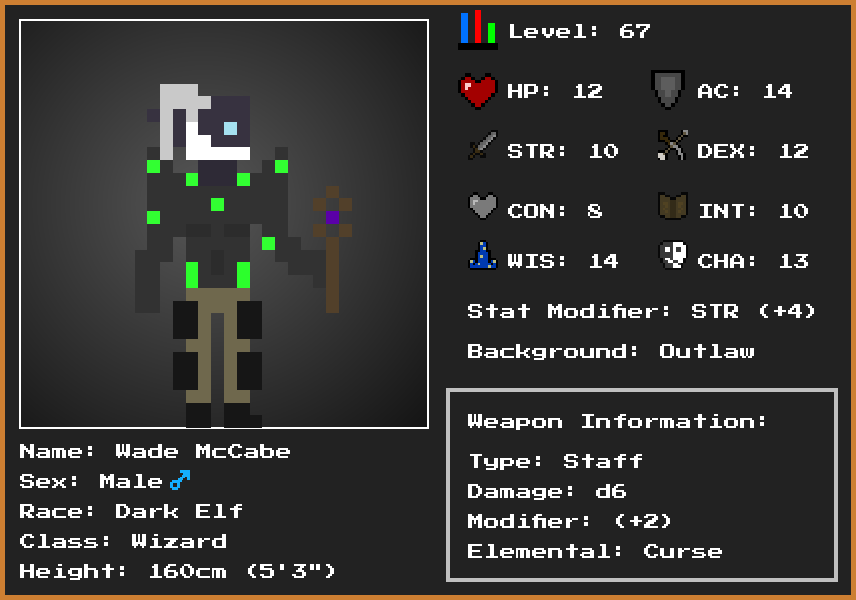 Level: 67
HP: 12 AC: 14
STR: 10 DEX: 12
CON: 8 INT: 10
WIS: 14 CHA: 13
Stat Modifier: STR (+4)
Background: Outlaw
Weapon Information:
Type: Staff
Damage: d6
Modifier: (+2)
Elemental: Curse
Name: Wade McCabe
Sex: Male♂
Race: Dark Elf
Class: Wizard
Height: 160cm (5'3")